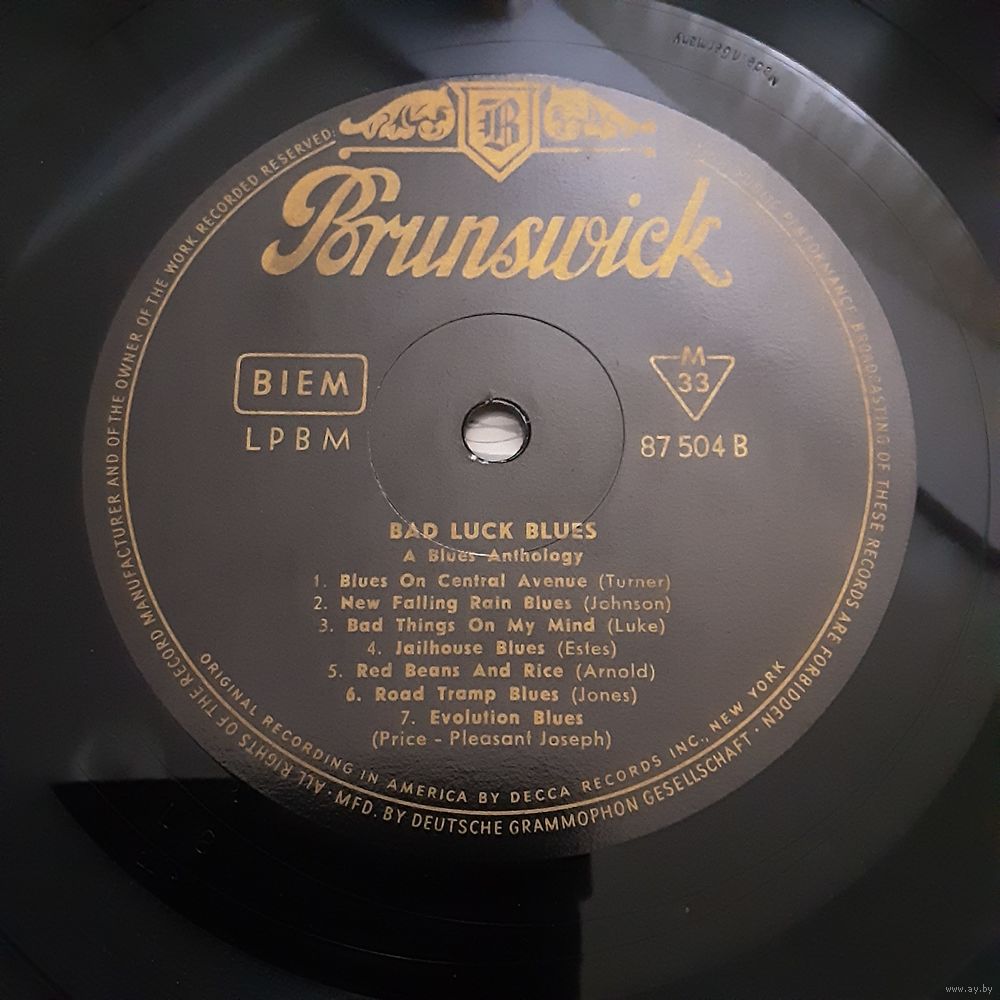 Made in Germany
B
Brunswick
BIEM
LPBM
M
33
87 504 B
BAD LUCK BLUES
A Blues Anthology
1. Blues On Central Avenue (Turner)
2. New Falling Rain Blues (Johnson)
3. Bad Things On My Mind (Luke)
4. Jailhouse Blues (Estes)
5. Red Beans And Rice (Arnold)
6. Road Tramp Blues (Jones)
7. Evolution Blues
(Price - Pleasant Joseph)
ORIGINAL RECORDING IN AMERICA BY DECCA RECORDS INC., NEW YORK
ALL RIGHTS OF THE RECORD MANUFACTURER AND OF THE OWNER OF THE WORK RECORDED RESERVED:
PUBLIC PERFORMANCE BROADCASTING OF THESE RECORDS ARE FORBIDDEN
· MFD. BY DEUTSCHE GRAMMOPHON GESELLSCHAFT ·
www.ay.by